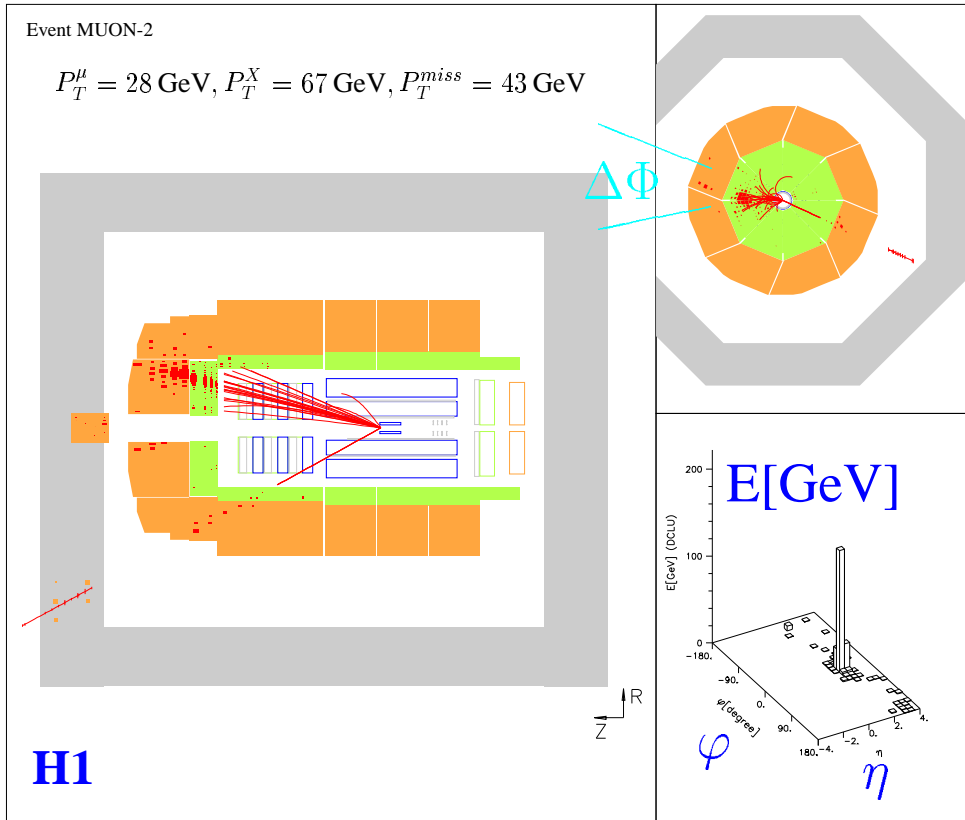 Event MUON-2
P_T^μ = 28 GeV, P_T^X = 67 GeV, P_T^miss = 43 GeV
ΔΦ
R
Z
H1
E[GeV]
E[GeV] (DCLU)
200
100
0
-180.
-90.
0.
90.
180.
φ[degree]
-4.
-2.
0.
2.
4.
η
φ
η